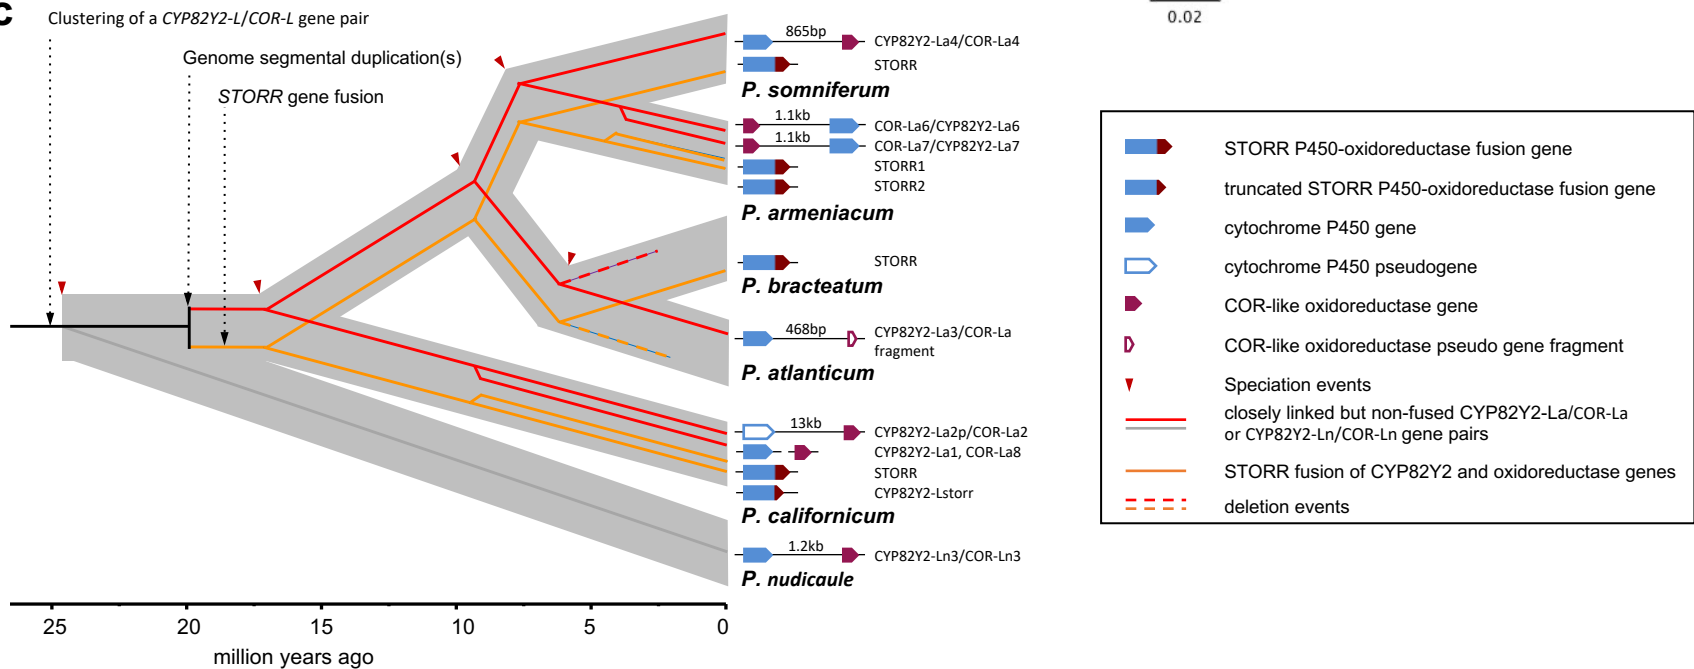 c
Clustering of a CYP82Y2-L/COR-L gene pair
Genome segmental duplication(s)
STORR gene fusion
0.02
865bp
CYP82Y2-La4/COR-La4
STORR
P. somniferum
1.1kb
COR-La6/CYP82Y2-La6
1.1kb
COR-La7/CYP82Y2-La7
STORR1
STORR2
P. armeniacum
STORR
P. bracteatum
468bp
CYP82Y2-La3/COR-La
fragment
P. atlanticum
13kb
CYP82Y2-La2p/COR-La2
CYP82Y2-La1, COR-La8
STORR
CYP82Y2-Lstorr
P. californicum
1.2kb
CYP82Y2-Ln3/COR-Ln3
P. nudicaule
25 20 15 10 5 0
million years ago
STORR P450-oxidoreductase fusion gene
truncated STORR P450-oxidoreductase fusion gene
cytochrome P450 gene
cytochrome P450 pseudogene
COR-like oxidoreductase gene
COR-like oxidoreductase pseudo gene fragment
Speciation events
closely linked but non-fused CYP82Y2-La/COR-La
or CYP82Y2-Ln/COR-Ln gene pairs
STORR fusion of CYP82Y2 and oxidoreductase genes
deletion events